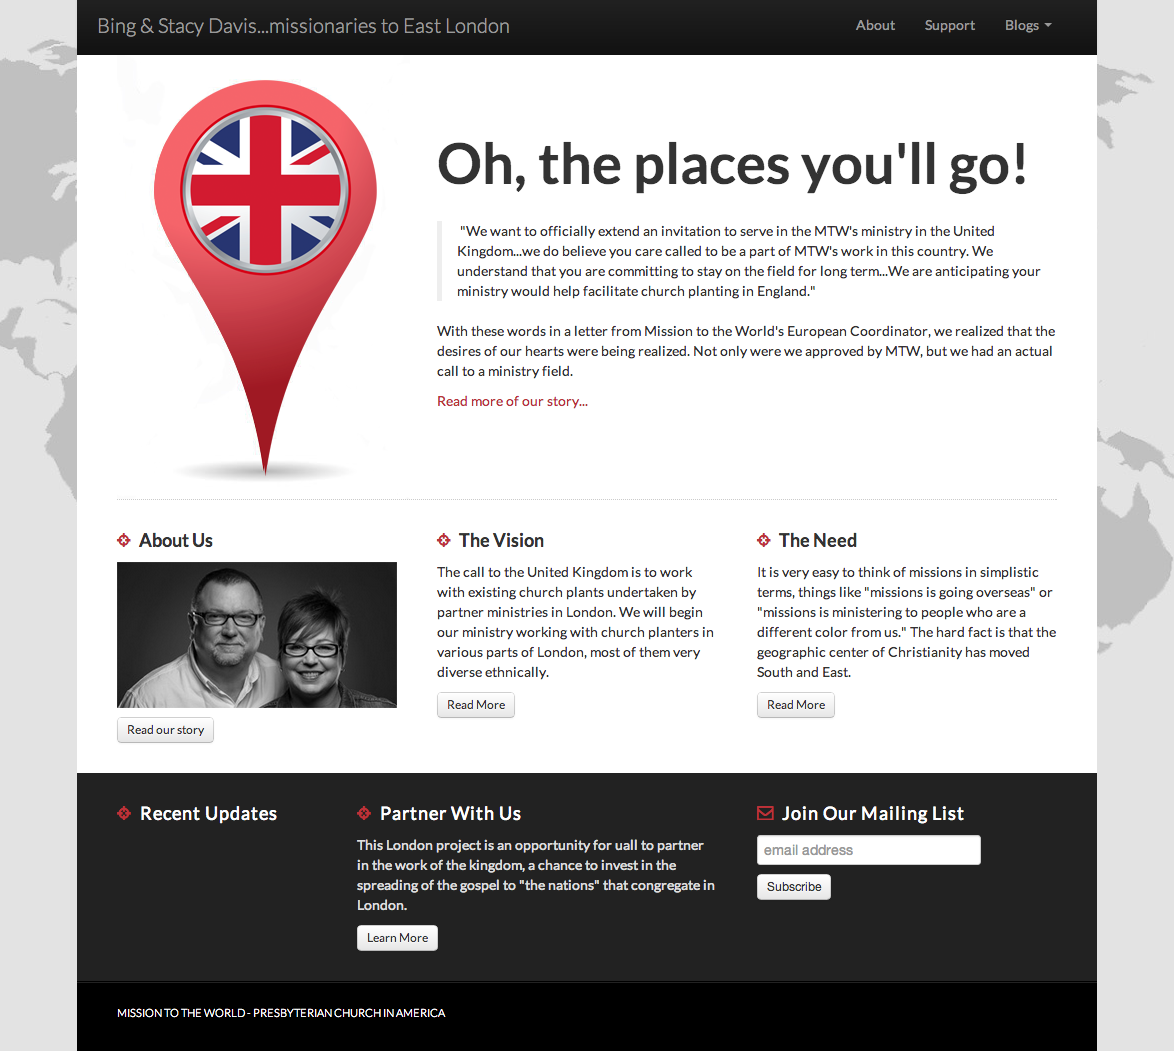 Bing & Stacy Davis...missionaries to East London
About Support Blogs
Oh, the places you'll go!
"We want to officially extend an invitation to serve in the MTW's ministry in the United
Kingdom...we do believe you care called to be a part of MTW's work in this country. We
understand that you are committing to stay on the field for long term...We are anticipating your
ministry would help facilitate church planting in England."
With these words in a letter from Mission to the World's European Coordinator, we realized that the
desires of our hearts were being realized. Not only were we approved by MTW, but we had an actual
call to a ministry field.
Read more of our story...
About Us
Read our story
The Vision
The call to the United Kingdom is to work
with existing church plants undertaken by
partner ministries in London. We will begin
our ministry working with church planters in
various parts of London, most of them very
diverse ethnically.
Read More
The Need
It is very easy to think of missions in simplistic
terms, things like "missions is going overseas" or
"missions is ministering to people who are a
different color from us." The hard fact is that the
geographic center of Christianity has moved
South and East.
Read More
Recent Updates
Partner With Us
This London project is an opportunity for uall to partner
in the work of the kingdom, a chance to invest in the
spreading of the gospel to "the nations" that congregate in
London.
Learn More
Join Our Mailing List
email address
Subscribe
MISSION TO THE WORLD - PRESBYTERIAN CHURCH IN AMERICA